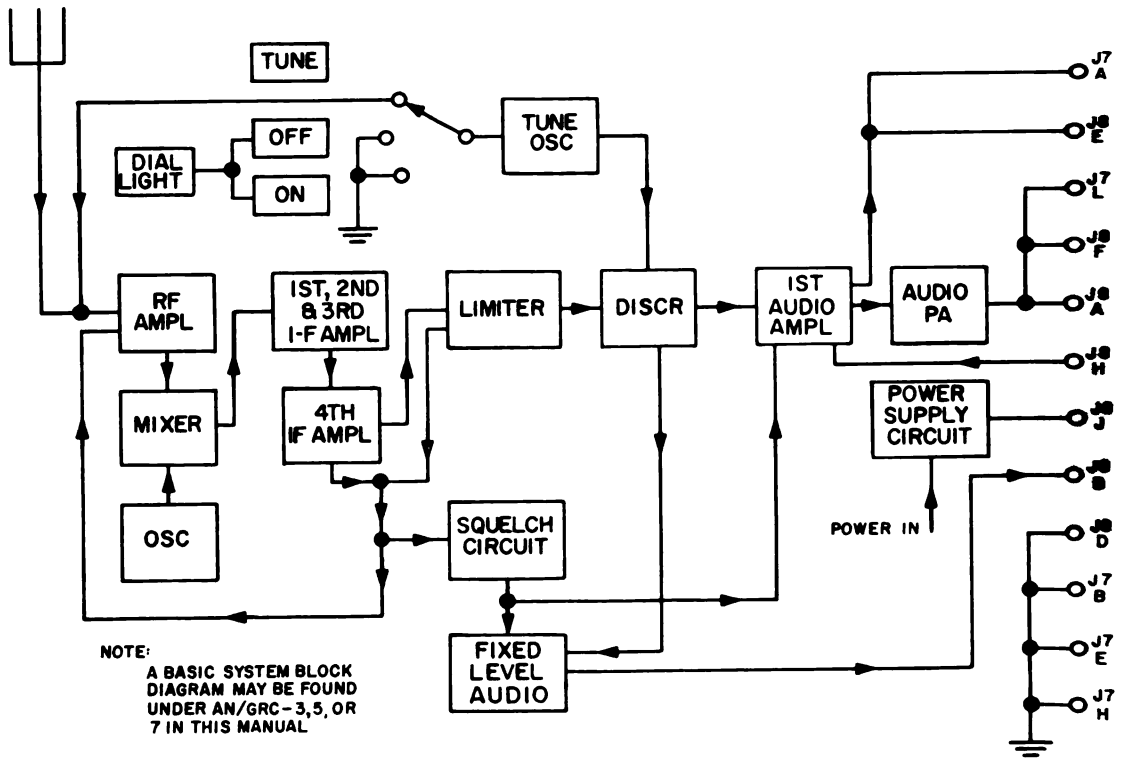 TUNE
TUNE
OSC
OFF
DIAL
LIGHT
ON
RF
AMPL
1ST, 2ND
& 3RD
I-F AMPL
LIMITER
DISCR
1ST
AUDIO
AMPL
AUDIO
PA
MIXER
4TH
IF AMPL
OSC
SQUELCH
CIRCUIT
FIXED
LEVEL
AUDIO
POWER
SUPPLY
CIRCUIT
POWER IN
J7
A
J8
E
J7
L
J8
F
J8
A
J8
H
J8
J
J8
B
J8
D
J7
B
J7
E
J7
H
NOTE:
A BASIC SYSTEM BLOCK
DIAGRAM MAY BE FOUND
UNDER AN/GRC-3,5, OR
7 IN THIS MANUAL